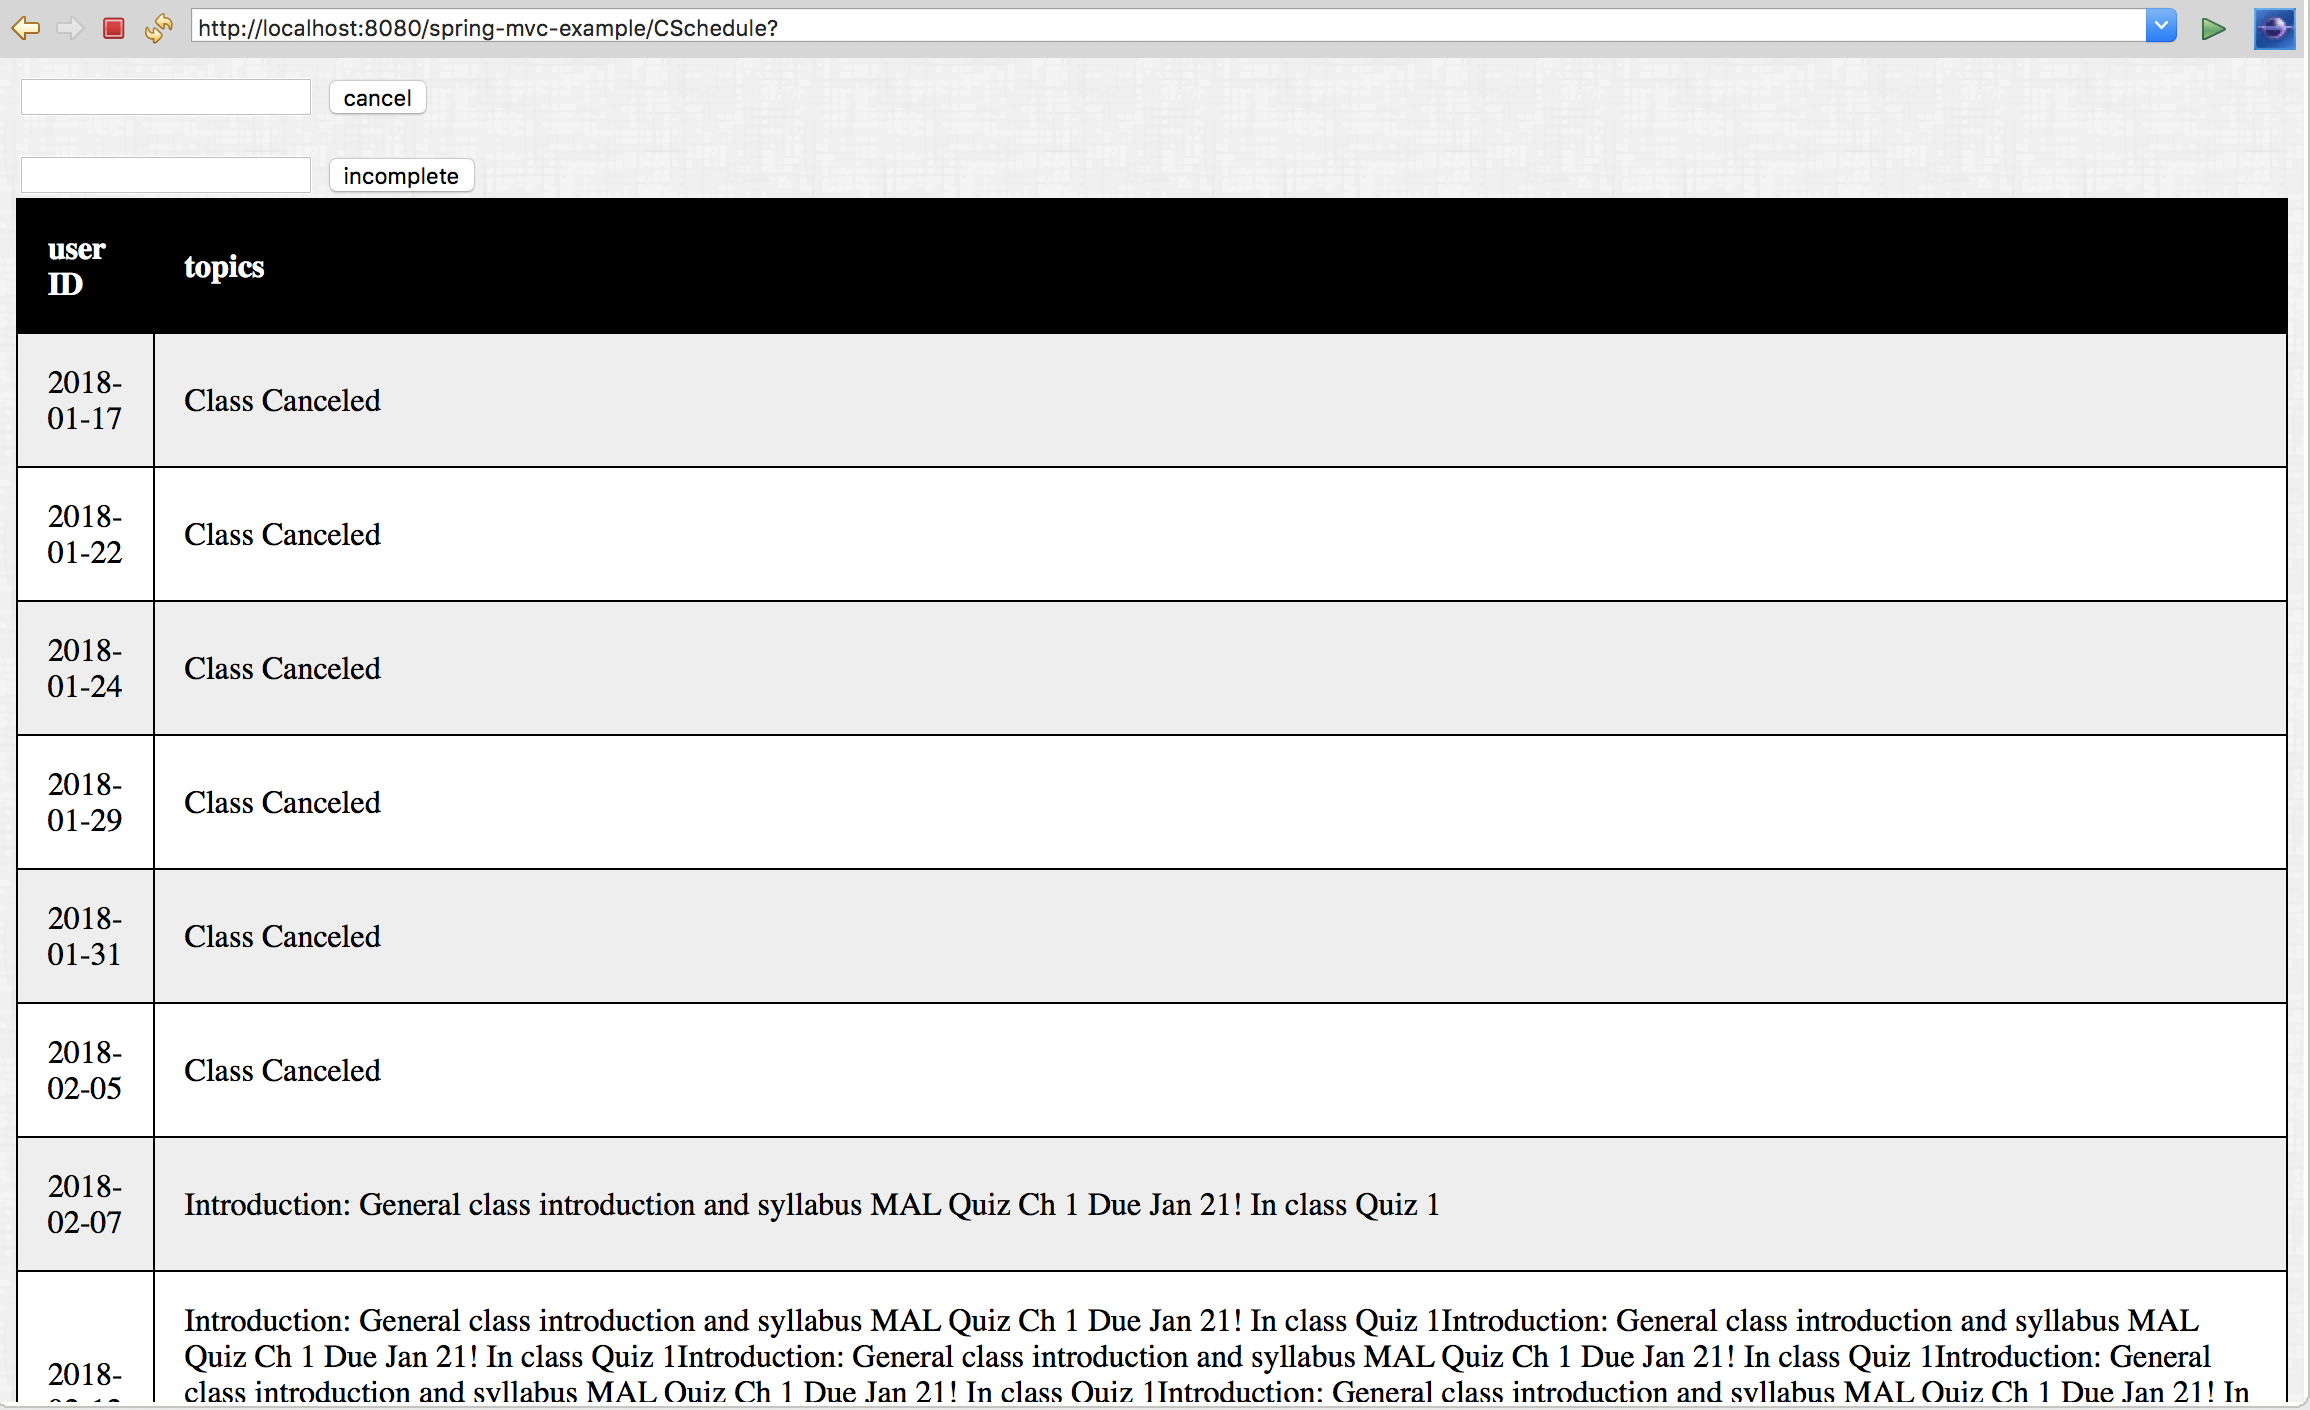 http://localhost:8080/spring-mvc-example/CSchedule?
cancel
incomplete
user
ID
topics
2018-
01-17
Class Canceled
2018-
01-22
Class Canceled
2018-
01-24
Class Canceled
2018-
01-29
Class Canceled
2018-
01-31
Class Canceled
2018-
02-05
Class Canceled
2018-
02-07
Introduction: General class introduction and syllabus MAL Quiz Ch 1 Due Jan 21! In class Quiz 1
2018-
Introduction: General class introduction and syllabus MAL Quiz Ch 1 Due Jan 21! In class Quiz 1Introduction: General class introduction and syllabus MAL
Quiz Ch 1 Due Jan 21! In class Quiz 1Introduction: General class introduction and syllabus MAL Quiz Ch 1 Due Jan 21! In class Quiz 1Introduction: General
class introduction and syllabus MAL Quiz Ch 1 Due Jan 21! In class Quiz 1Introduction: General class introduction and syllabus MAL Quiz Ch 1 Due Jan 21! In